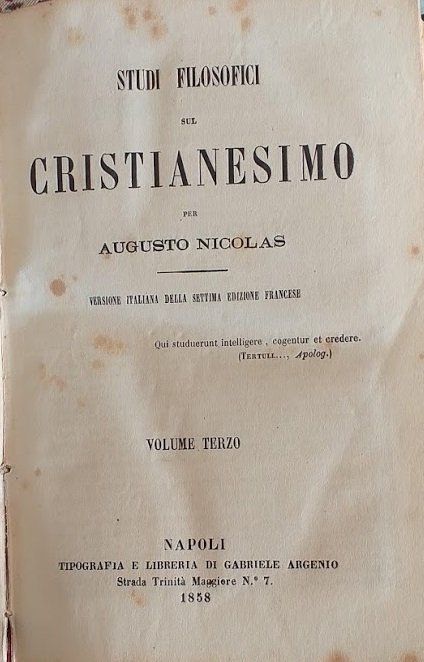 STUDI FILOSOFICI
SUL
CRISTIANESIMO
PER
AUGUSTO NICOLAS
VERSIONE ITALIANA DELLA SETTIMA EDIZIONE FRANCESE
Qui studuerunt intelligere, cogentur et credere.
(TERTULL..., Apolog.)
VOLUME TERZO
NAPOLI
TIPOGRAFIA E LIBRERIA DI GABRIELE ARGENIO
Strada Trinità Maggiore N.° 7.
1858